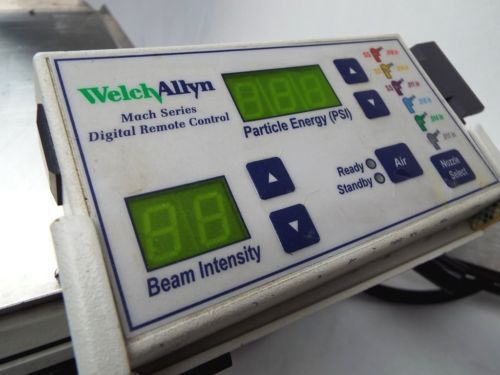 WelchAllyn
Mach Series
Digital Remote Control
Particle Energy (PSI)
Beam Intensity
Ready
Standby
Air
Nozzle
Select